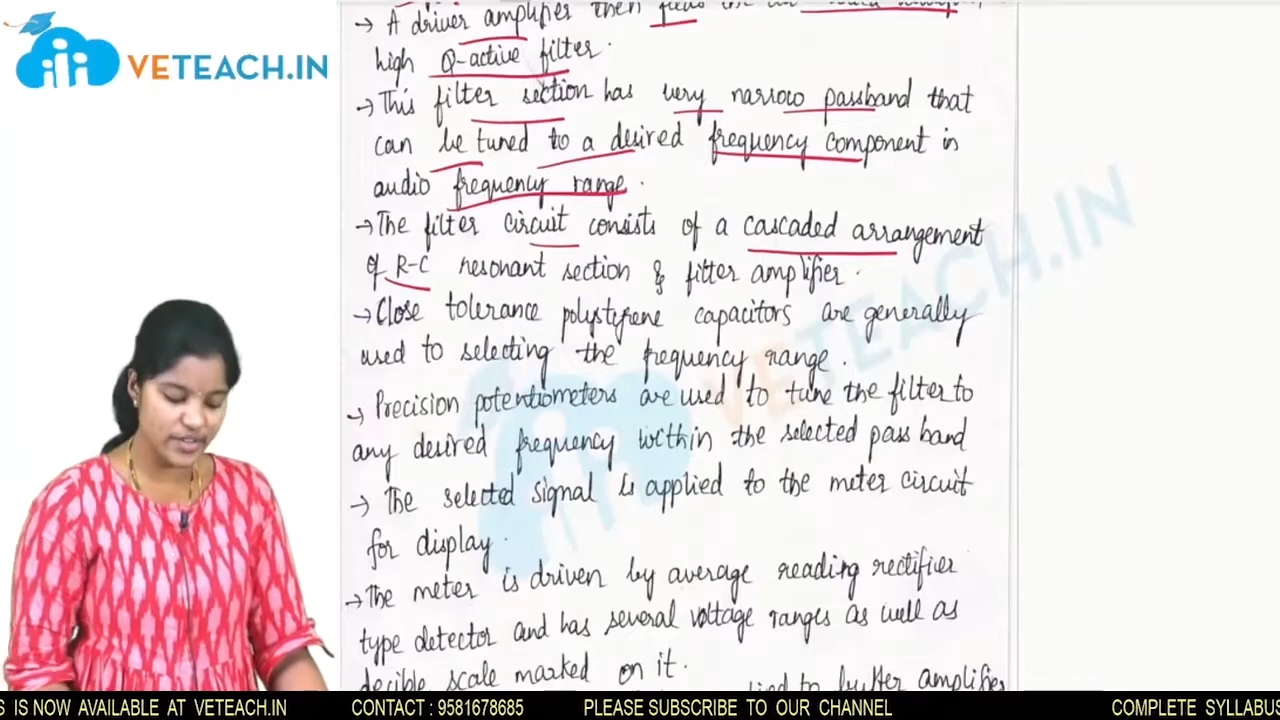 → A driver amplifier then feeds the
high Q-active filter.
→ This filter section has very narrow passband that
can be tuned to a desired frequency component in
audio frequency range.
→ The filter circuit consists of a cascaded arrangement
of R-C resonant section & filter amplifier.
→ Close tolerance polystyrene capacitors are generally
used to selecting the frequency range.
→ Precision potentiometers are used to tune the filter to
any desired frequency within the selected pass band
→ The selected signal is applied to the meter circuit
for display.
→ The meter is driven by average reading rectifier
type detector and has several voltage ranges as well as
decible scale marked on it.
to buffer amplifier
VETEACH.IN
VETEACH.IN
S IS NOW AVAILABLE AT VETEACH.IN CONTACT : 9581678685 PLEASE SUBSCRIBE TO OUR CHANNEL COMPLETE SYLLABUS